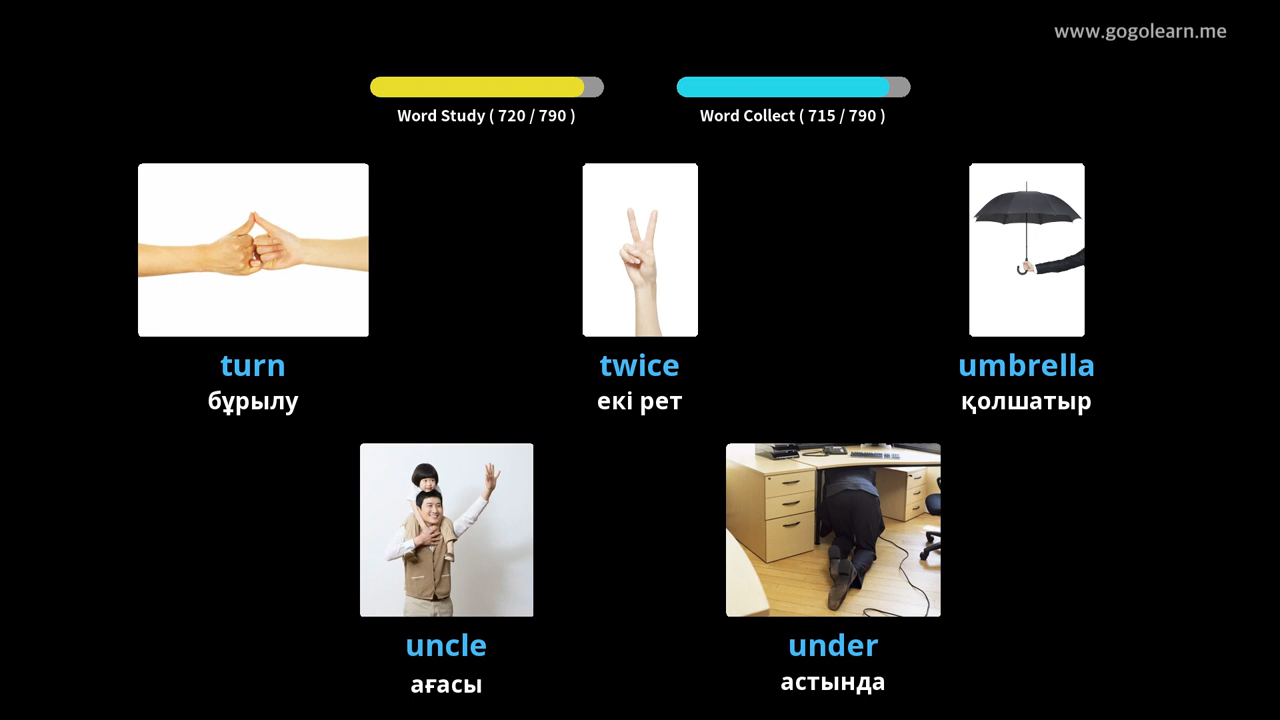 www.gogolearn.me
Word Study ( 720 / 790 )
Word Collect ( 715 / 790 )
turn
бұрылу
twice
екі рет
umbrella
қолшатыр
uncle
ағасы
under
астында